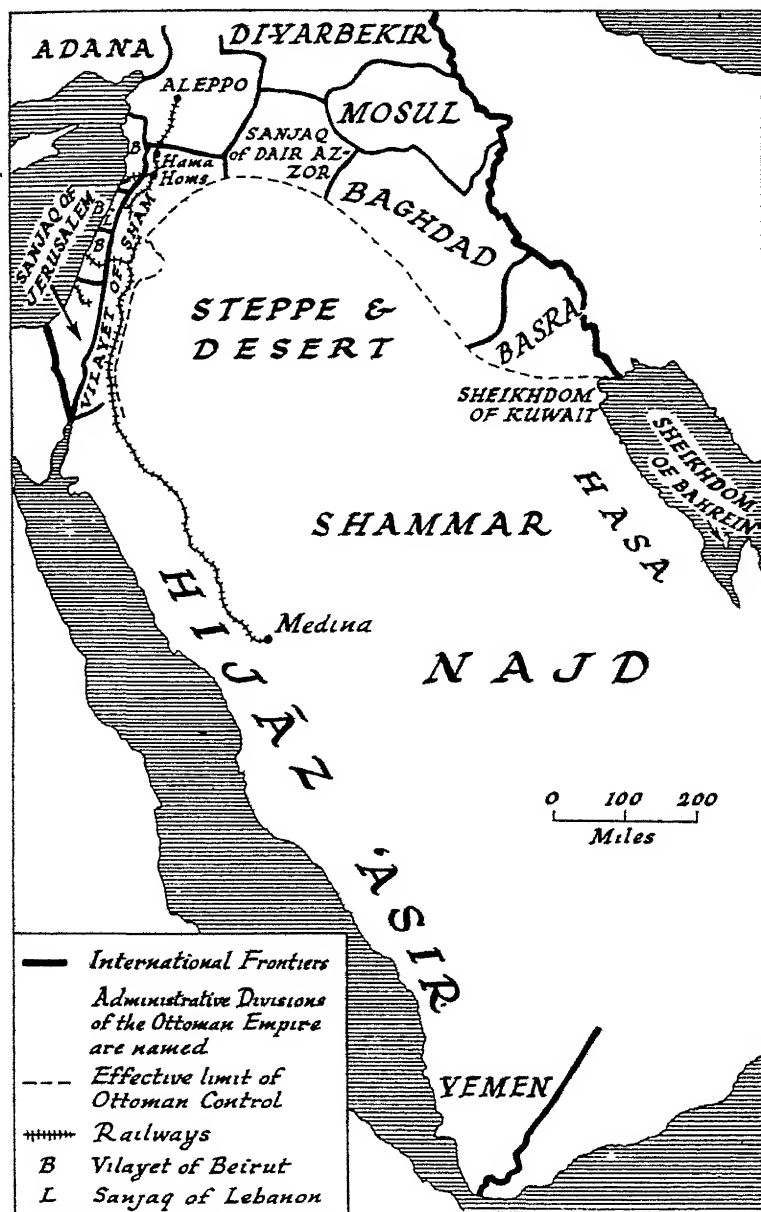 ADANA
DIYARBEKIR
ALEPPO
MOSUL
SANJAQ
of DAIR AZ-
ZOR
B
Hama
Homs
BAGHDAD
SANJAQ OF
JERUSALEM
B
L
B
VILAYET OF SHAM
STEPPE &
DESERT
BASRA
SHEIKHDOM
OF KUWAIT
SHEIKHDOM
OF BAHREIN
HASA
SHAMMAR
HIJĀZ
Medina
NAJD
0 100 200
Miles
'ASIR
YEMEN
International Frontiers
Administrative Divisions
of the Ottoman Empire
are named
Effective limit of
Ottoman Control
Railways
B Vilayet of Beirut
L Sanjaq of Lebanon